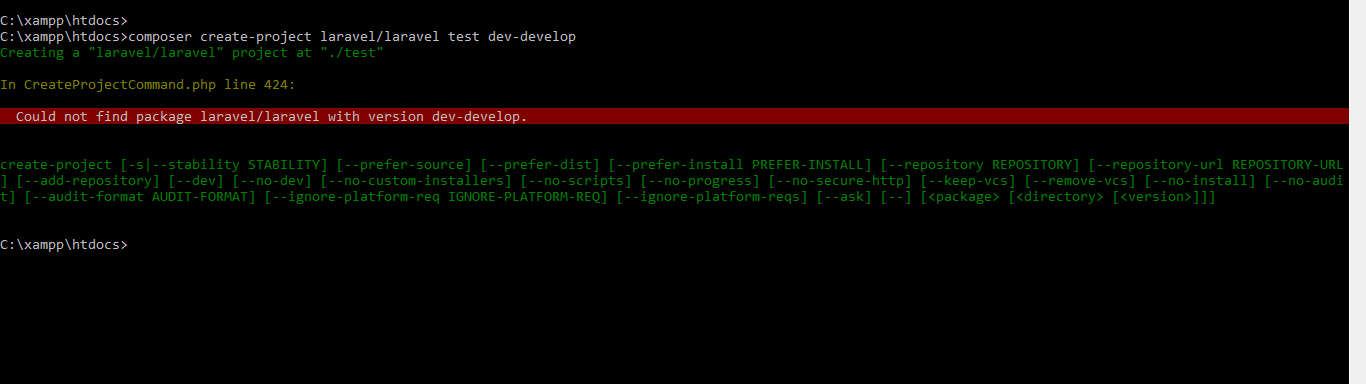 C:\xampp\htdocs>
C:\xampp\htdocs>composer create-project laravel/laravel test dev-develop
Creating a "laravel/laravel" project at "./test"
In CreateProjectCommand.php line 424:
Could not find package laravel/laravel with version dev-develop.
create-project [-s|--stability STABILITY] [--prefer-source] [--prefer-dist] [--prefer-install PREFER-INSTALL] [--repository REPOSITORY] [--repository-url REPOSITORY-URL
] [--add-repository] [--dev] [--no-dev] [--no-custom-installers] [--no-scripts] [--no-progress] [--no-secure-http] [--keep-vcs] [--remove-vcs] [--no-install] [--no-audi
t] [--audit-format AUDIT-FORMAT] [--ignore-platform-req IGNORE-PLATFORM-REQ] [--ignore-platform-reqs] [--ask] [--] [<package> [<directory> [<version>]]]
C:\xampp\htdocs>